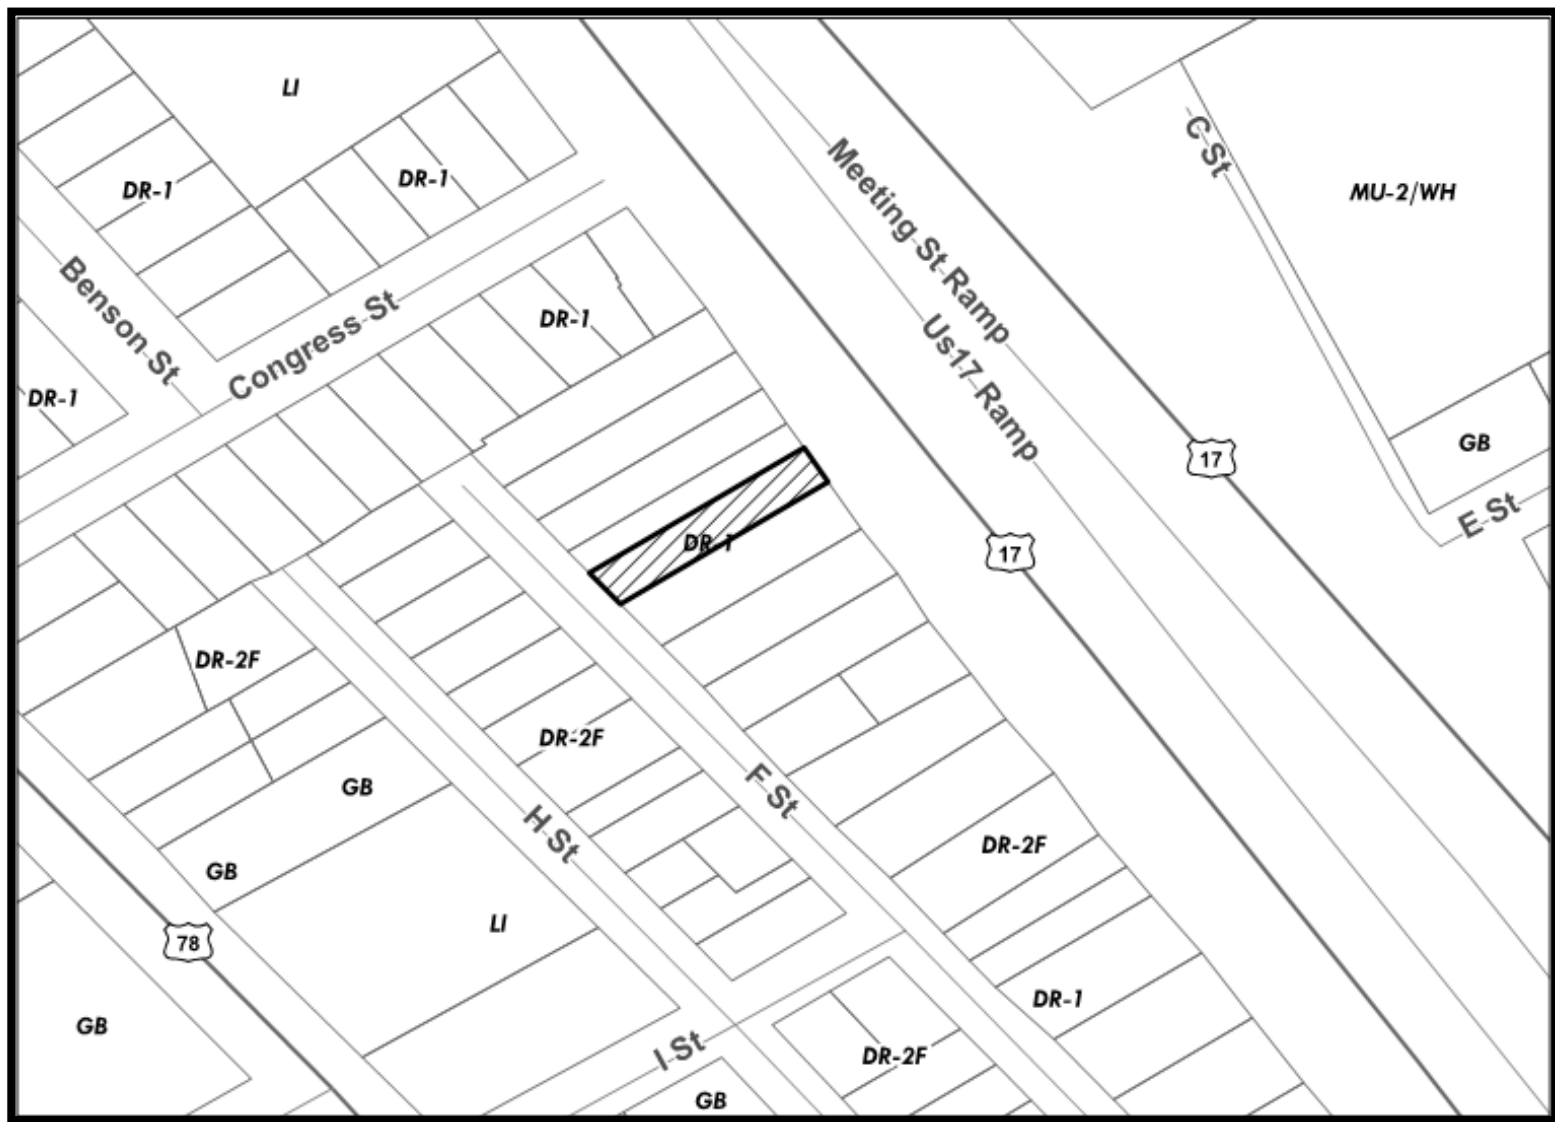 LI
C St
DR-1
DR-1
Meeting St Ramp
MU-2/WH
Benson St
Congress St
DR-1
Us17 Ramp
DR-1
GB
17
E St
DR-1
17
DR-2F
DR-2F
GB
F St
H St
DR-2F
GB
LI
78
DR-1
GB
I St
DR-2F
GB